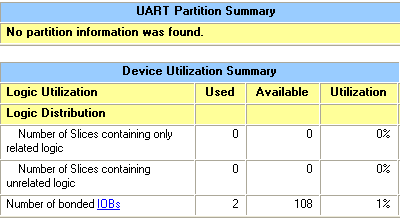 UART Partition Summary
No partition information was found.
Device Utilization Summary
Logic Utilization Used Available Utilization
Logic Distribution
Number of Slices containing only
related logic 0 0 0%
Number of Slices containing
unrelated logic 0 0 0%
Number of bonded IOBs 2 108 1%